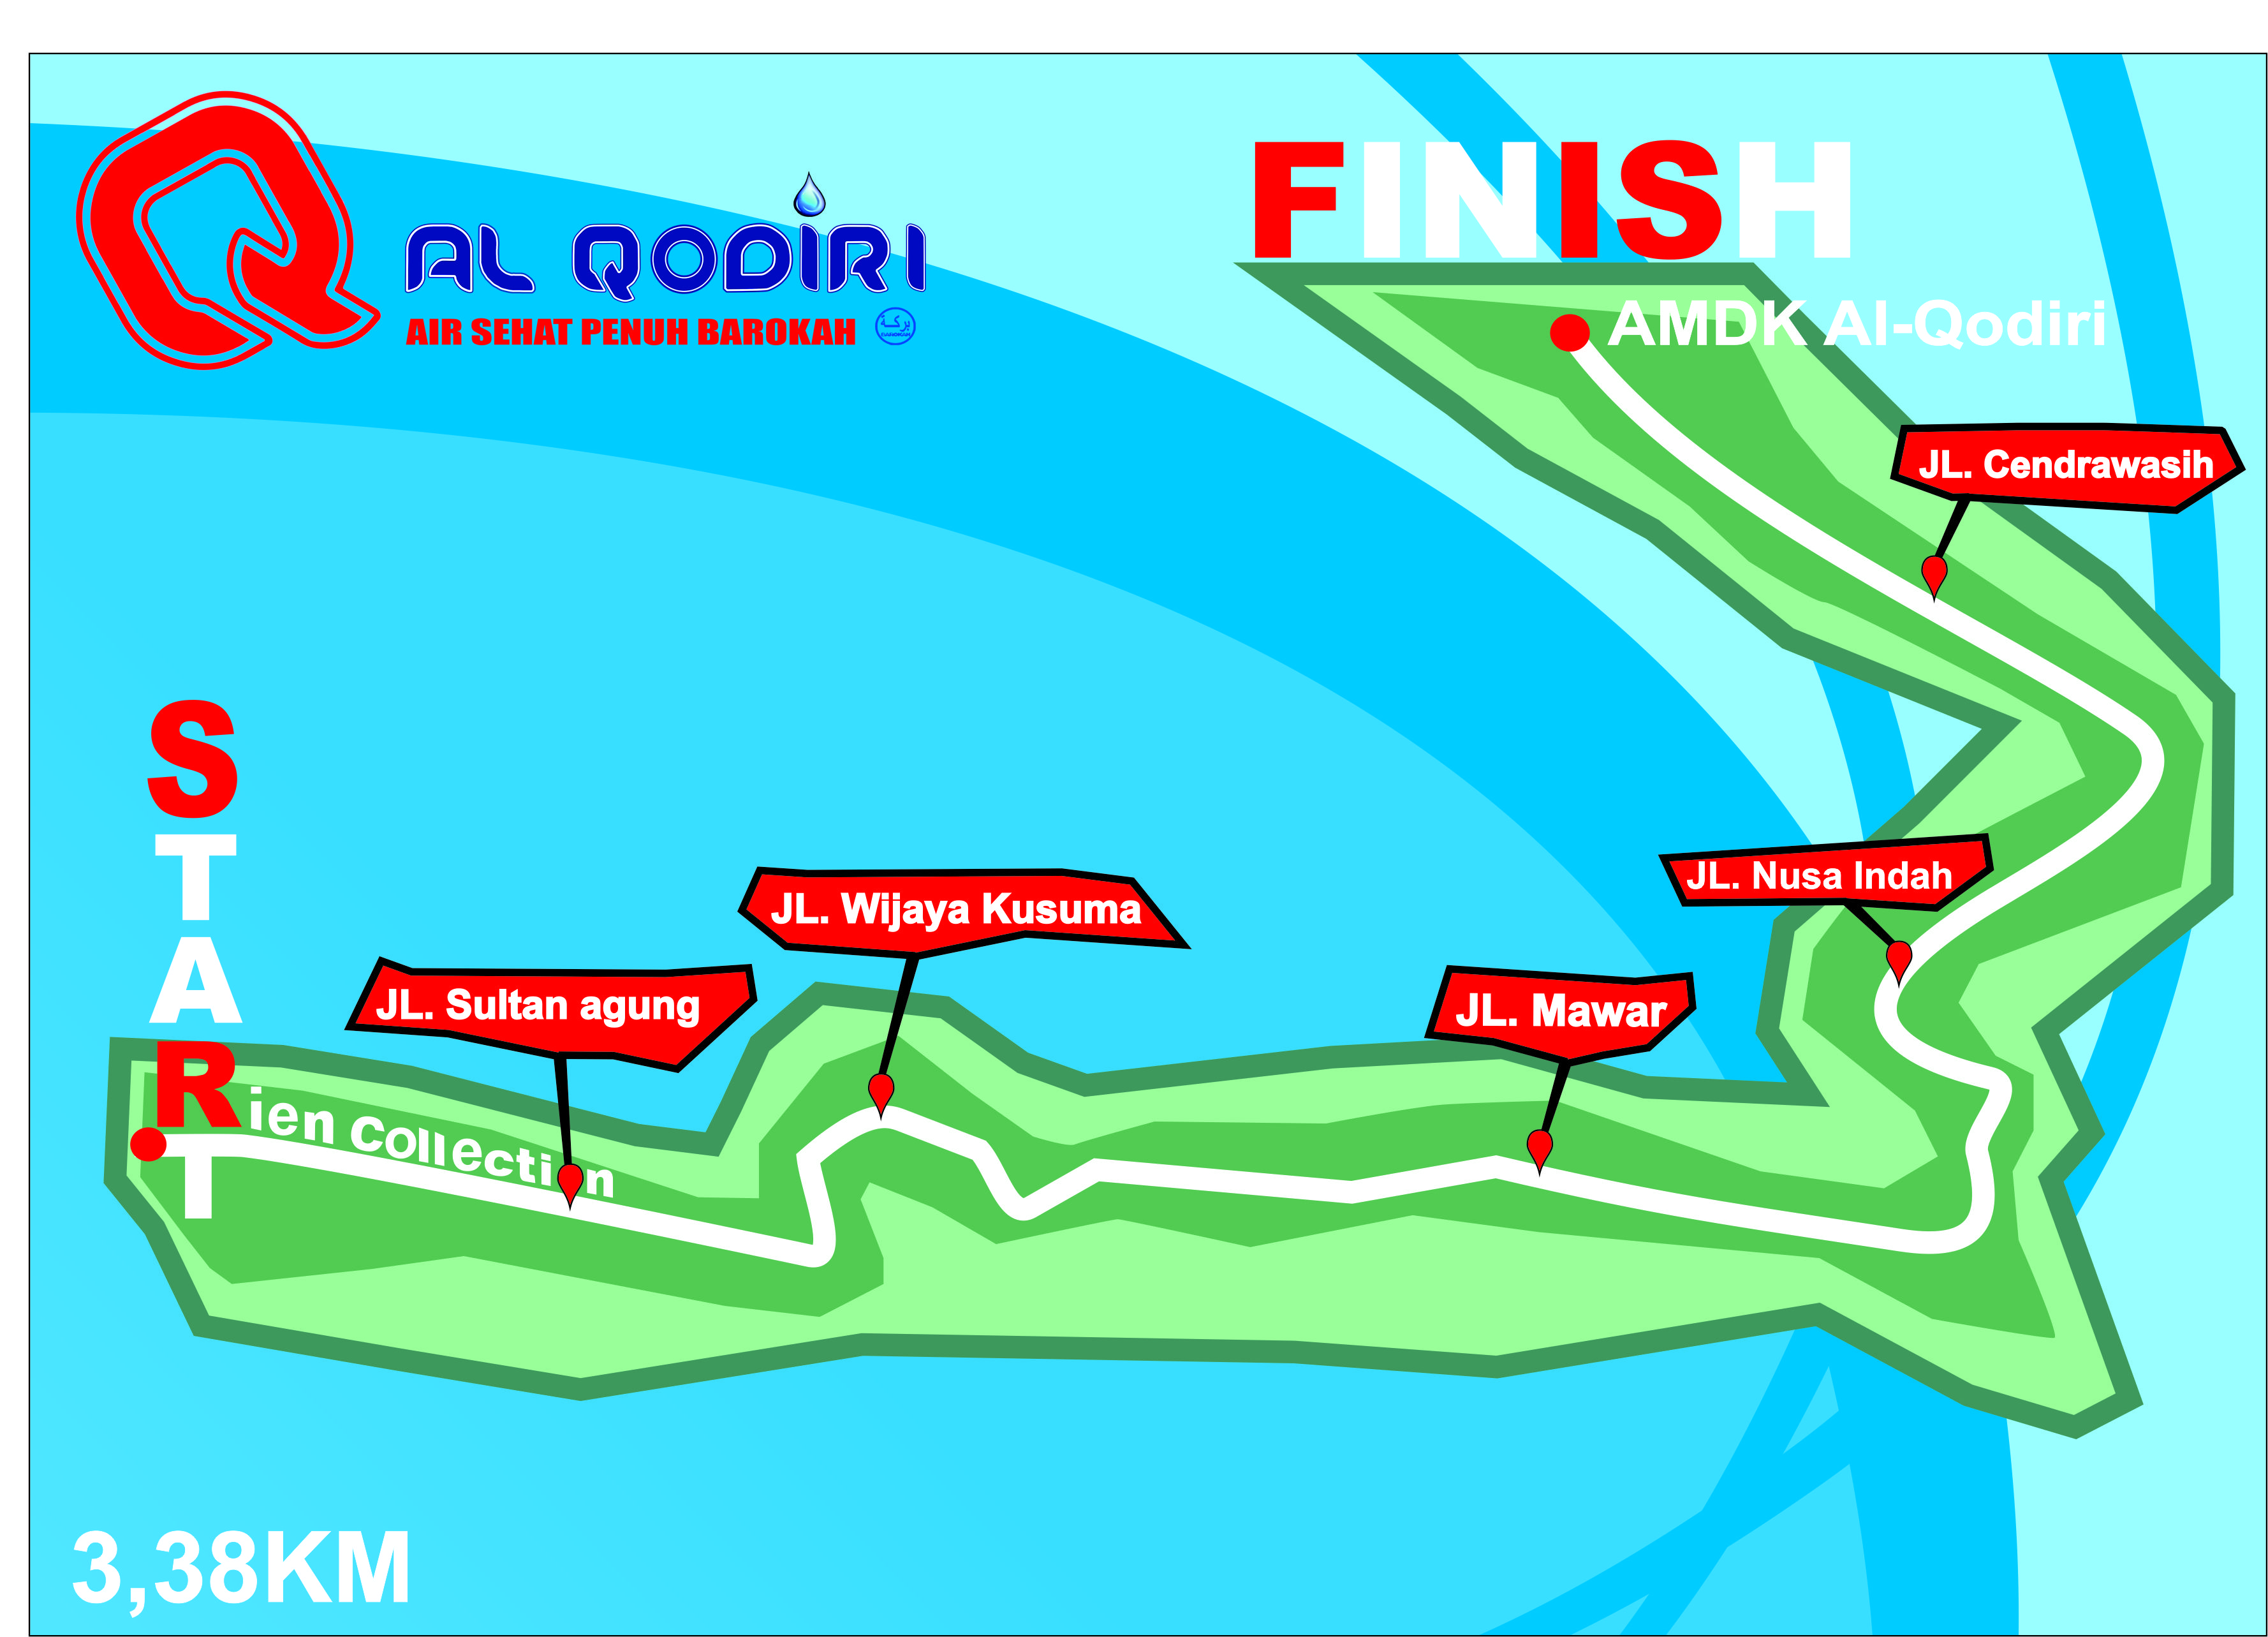 FINISH
AL QODIRI
AIR SEHAT PENUH BAROKAH
بركة
AMDK Al-Qodiri
JL. Cendrawasih
START
JL. Nusa Indah
JL. Wijaya Kusuma
JL. Sultan agung
JL. Mawar
Rien collection
3,38KM